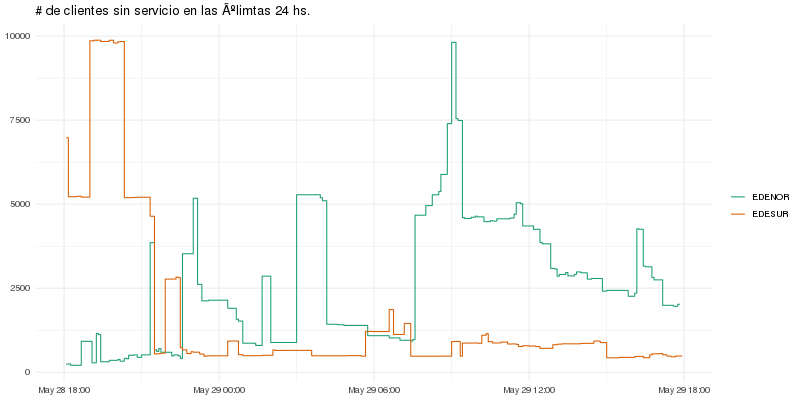 # de clientes sin servicio en las Ãºlimtas 24 hs.
10000
7500
5000
2500
0
EDENOR
EDESUR
May 28 18:00 May 29 00:00 May 29 06:00 May 29 12:00 May 29 18:00